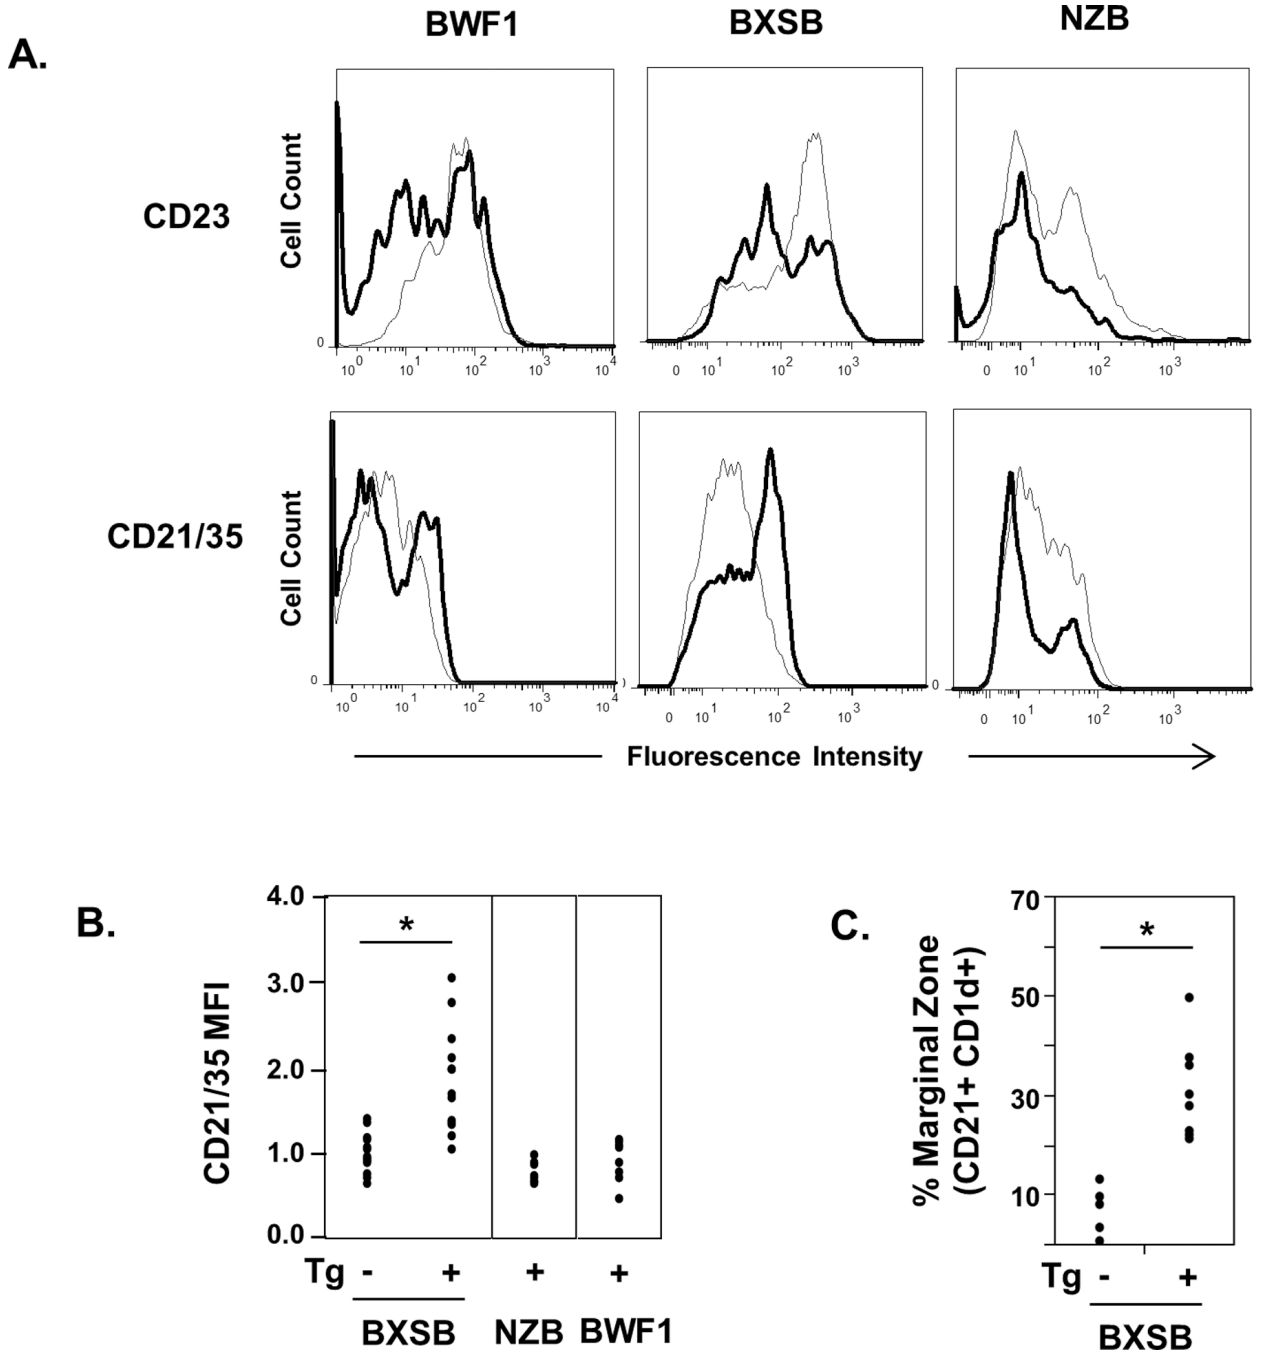 A.
BWF1 BXSB NZB
CD23
Cell Count
0
10^0 10^1 10^2 10^3 10^4
0 10^1 10^2 10^3
0 10^1 10^2 10^3
CD21/35
Cell Count
0
10^0 10^1 10^2 10^3 10^4
)
0 10^1 10^2 10^3
0
0 10^1 10^2 10^3
Fluorescence Intensity
B.
CD21/35 MFI
4.0
3.0
2.0
1.0
0.0
*
Tg - + + +
BXSB NZB BWF1
C.
% Marginal Zone
(CD21+ CD1d+)
70
50
30
10
*
Tg - +
BXSB